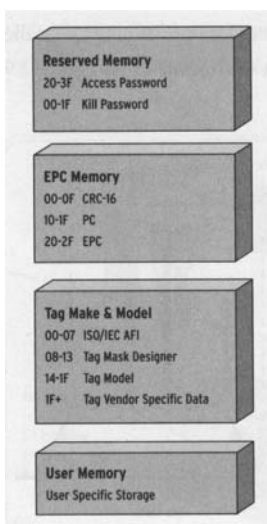 Reserved Memory
20-3F Access Password
00-1F Kill Password
EPC Memory
00-0F CRC-16
10-1F PC
20-2F EPC
Tag Make & Model
00-07 ISO/IEC AFI
08-13 Tag Mask Designer
14-1F Tag Model
1F+ Tag Vendor Specific Data
User Memory
User Specific Storage